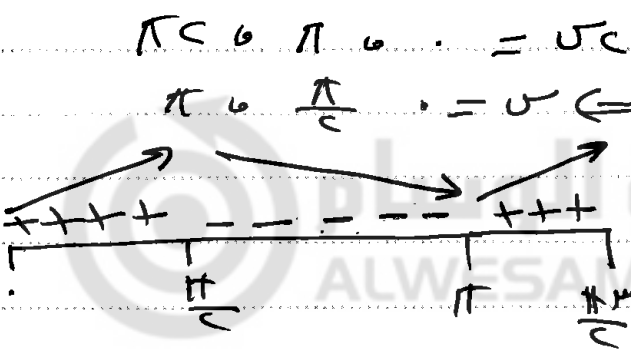 ٢س = ٠ ، π ، ٢π
⇐ س = ٠ ، π/٢ ، π
++++ ----- +++
٠ π/٢ π ٣π/٢
ALWESAM